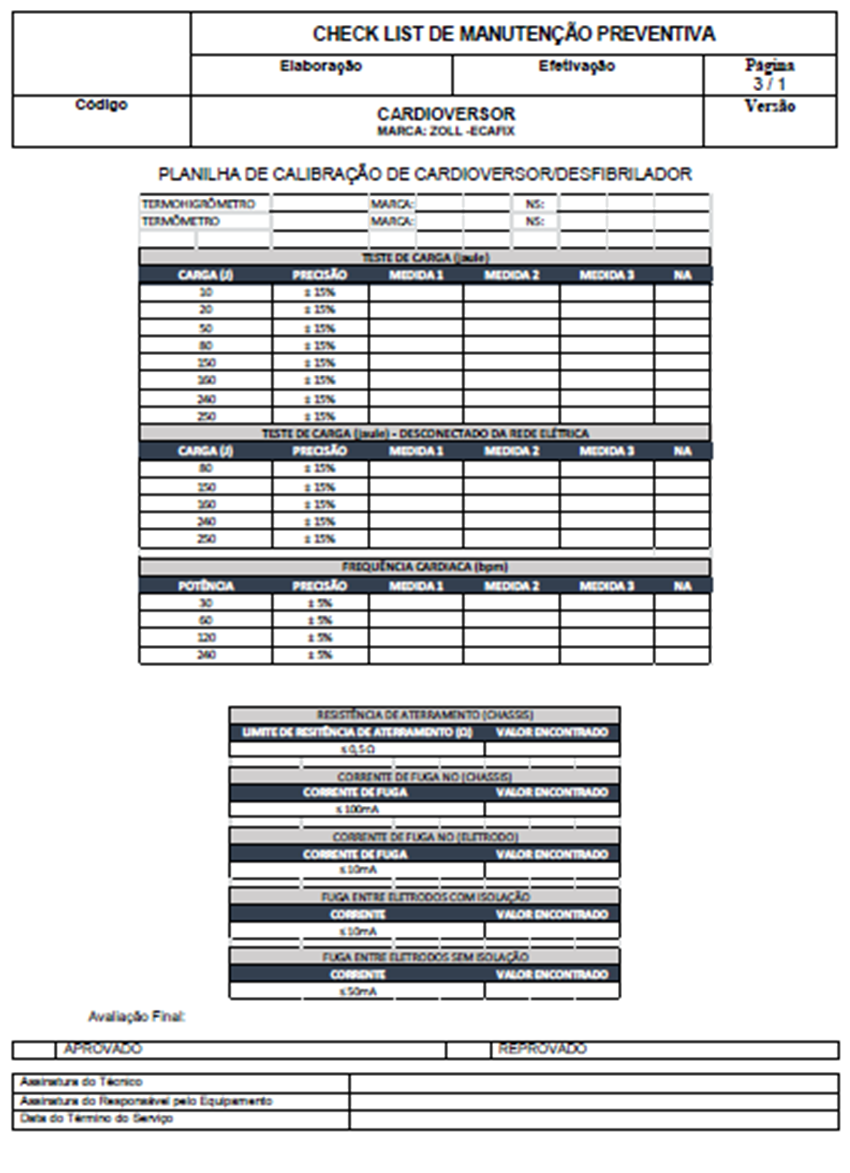 CHECK LIST DE MANUTENÇÃO PREVENTIVA
Elaboração Efetivação Página
3 / 1
Código CARDIOVERSOR Versão
MARCA: ZOLL -ECAFIX
PLANILHA DE CALIBRAÇÃO DE CARDIOVERSOR/DESFIBRILADOR
TERMOHIGRÔMETRO MARCA: NS:
TERMÔMETRO MARCA: NS:
TESTE DE CARGA (jaule)
CARGA (J) PRECISÃO MEDIDA 1 MEDIDA 2 MEDIDA 3 NA
10 ± 15%
20 ± 15%
50 ± 15%
80 ± 15%
150 ± 15%
160 ± 15%
240 ± 15%
250 ± 15%
TESTE DE CARGA (jaule) - DESCONECTADO DA REDE ELÉTRICA
CARGA (J) PRECISÃO MEDIDA 1 MEDIDA 2 MEDIDA 3 NA
80 ± 15%
150 ± 15%
160 ± 15%
240 ± 15%
250 ± 15%
FREQUÊNCIA CARDIACA (bpm)
POTÊNCIA PRECISÃO MEDIDA 1 MEDIDA 2 MEDIDA 3 NA
30 ± 5%
60 ± 5%
120 ± 5%
240 ± 5%
RESISTÊNCIA DE ATERRAMENTO (CHASSIS)
LIMITE DE RESITÊNCIA DE ATERRAMENTO (Ω) VALOR ENCONTRADO
≤ 0,5 Ω
CORRENTE DE FUGA NO (CHASSIS)
CORRENTE DE FUGA VALOR ENCONTRADO
≤ 100mA
CORRENTE DE FUGA NO (ELETRODO)
CORRENTE DE FUGA VALOR ENCONTRADO
≤ 10mA
FUGA ENTRE ELETRODOS COM ISOLAÇÃO
CORRENTE VALOR ENCONTRADO
≤ 10mA
FUGA ENTRE ELETRODOS SEM ISOLAÇÃO
CORRENTE VALOR ENCONTRADO
≤ 50mA
Avaliação Final:
APROVADO REPROVADO
Assinatura do Técnico
Assinatura do Responsável pelo Equipamento
Data do Término do Serviço